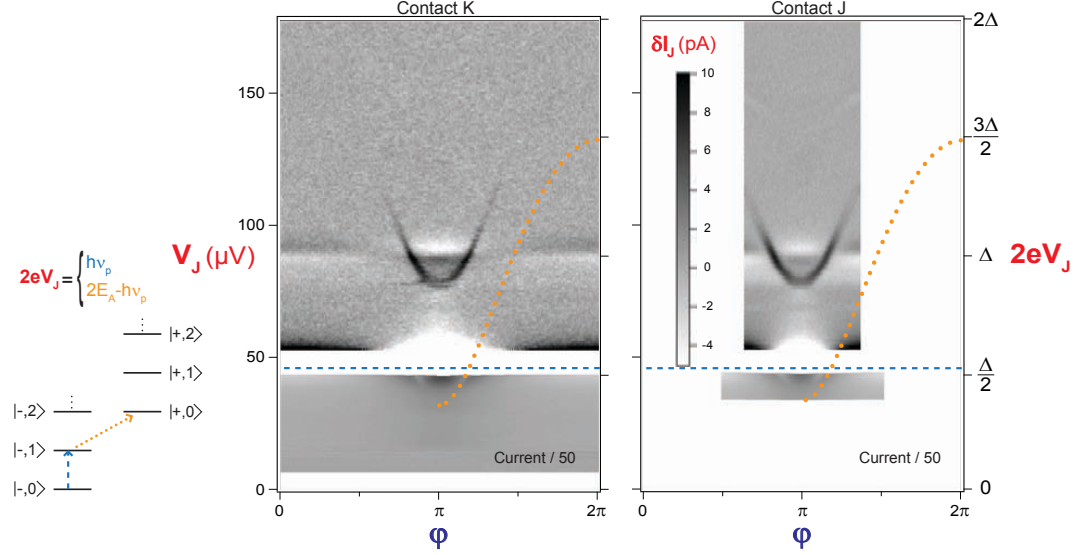 Contact K
Contact J
150
100
50
0
V_J (μV)
0
π
2π
φ
Current / 50
δI_J (pA)
10
8
6
4
2
0
-2
-4
Current / 50
0
π
2π
φ
2Δ
3Δ/2
Δ
Δ/2
0
2eV_J
2eV_J = { hν_p
2E_A-hν_p
|+,2⟩
|+,1⟩
|-,2⟩
|+,0⟩
|-,1⟩
|-,0⟩